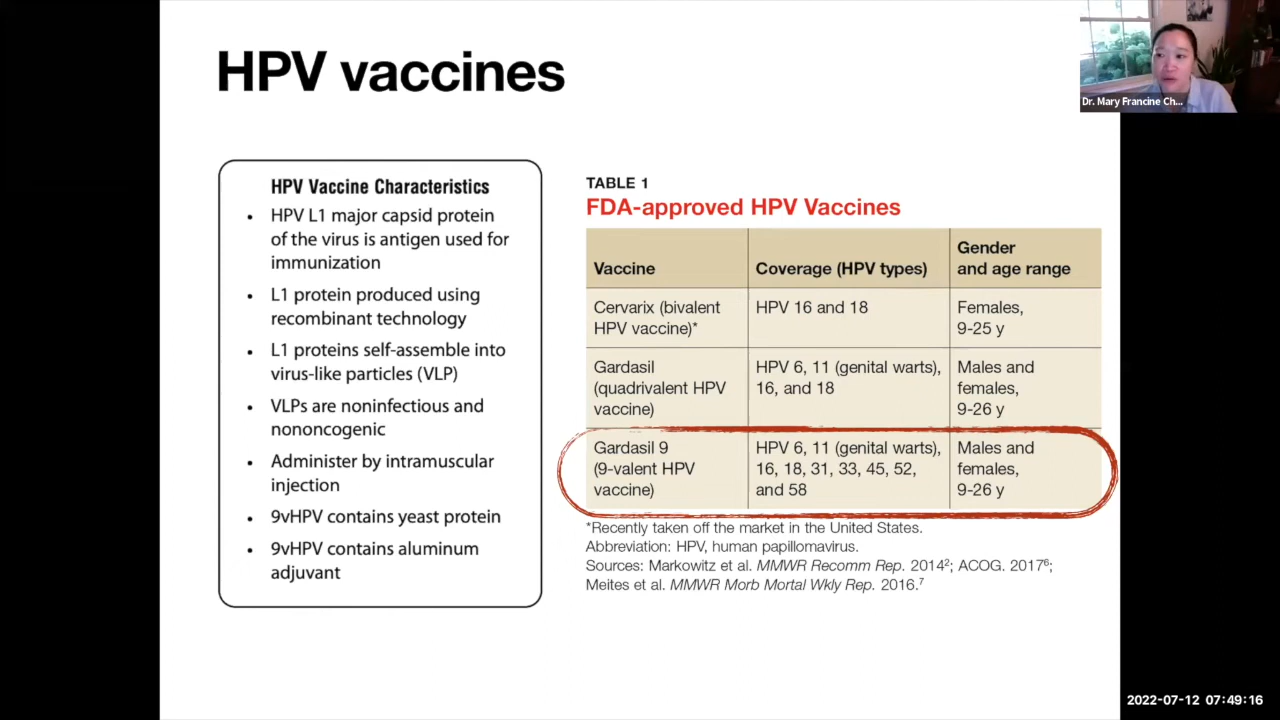 HPV vaccines
Dr. Mary Francine Ch...
HPV Vaccine Characteristics
• HPV L1 major capsid protein
of the virus is antigen used for
immunization
• L1 protein produced using
recombinant technology
• L1 proteins self-assemble into
virus-like particles (VLP)
• VLPs are noninfectious and
nononcogenic
• Administer by intramuscular
injection
• 9vHPV contains yeast protein
• 9vHPV contains aluminum
adjuvant
TABLE 1
FDA-approved HPV Vaccines
Vaccine
Coverage (HPV types)
Gender
and age range
Cervarix (bivalent
HPV vaccine)*
HPV 16 and 18
Females,
9-25 y
Gardasil
(quadrivalent HPV
vaccine)
HPV 6, 11 (genital warts),
16, and 18
Males and
females,
9-26 y
Gardasil 9
(9-valent HPV
vaccine)
HPV 6, 11 (genital warts),
16, 18, 31, 33, 45, 52,
and 58
Males and
females,
9-26 y
*Recently taken off the market in the United States.
Abbreviation: HPV, human papillomavirus.
Sources: Markowitz et al. MMWR Recomm Rep. 2014²; ACOG. 2017⁶;
Meites et al. MMWR Morb Mortal Wkly Rep. 2016.⁷
2022-07-12 07:49:16